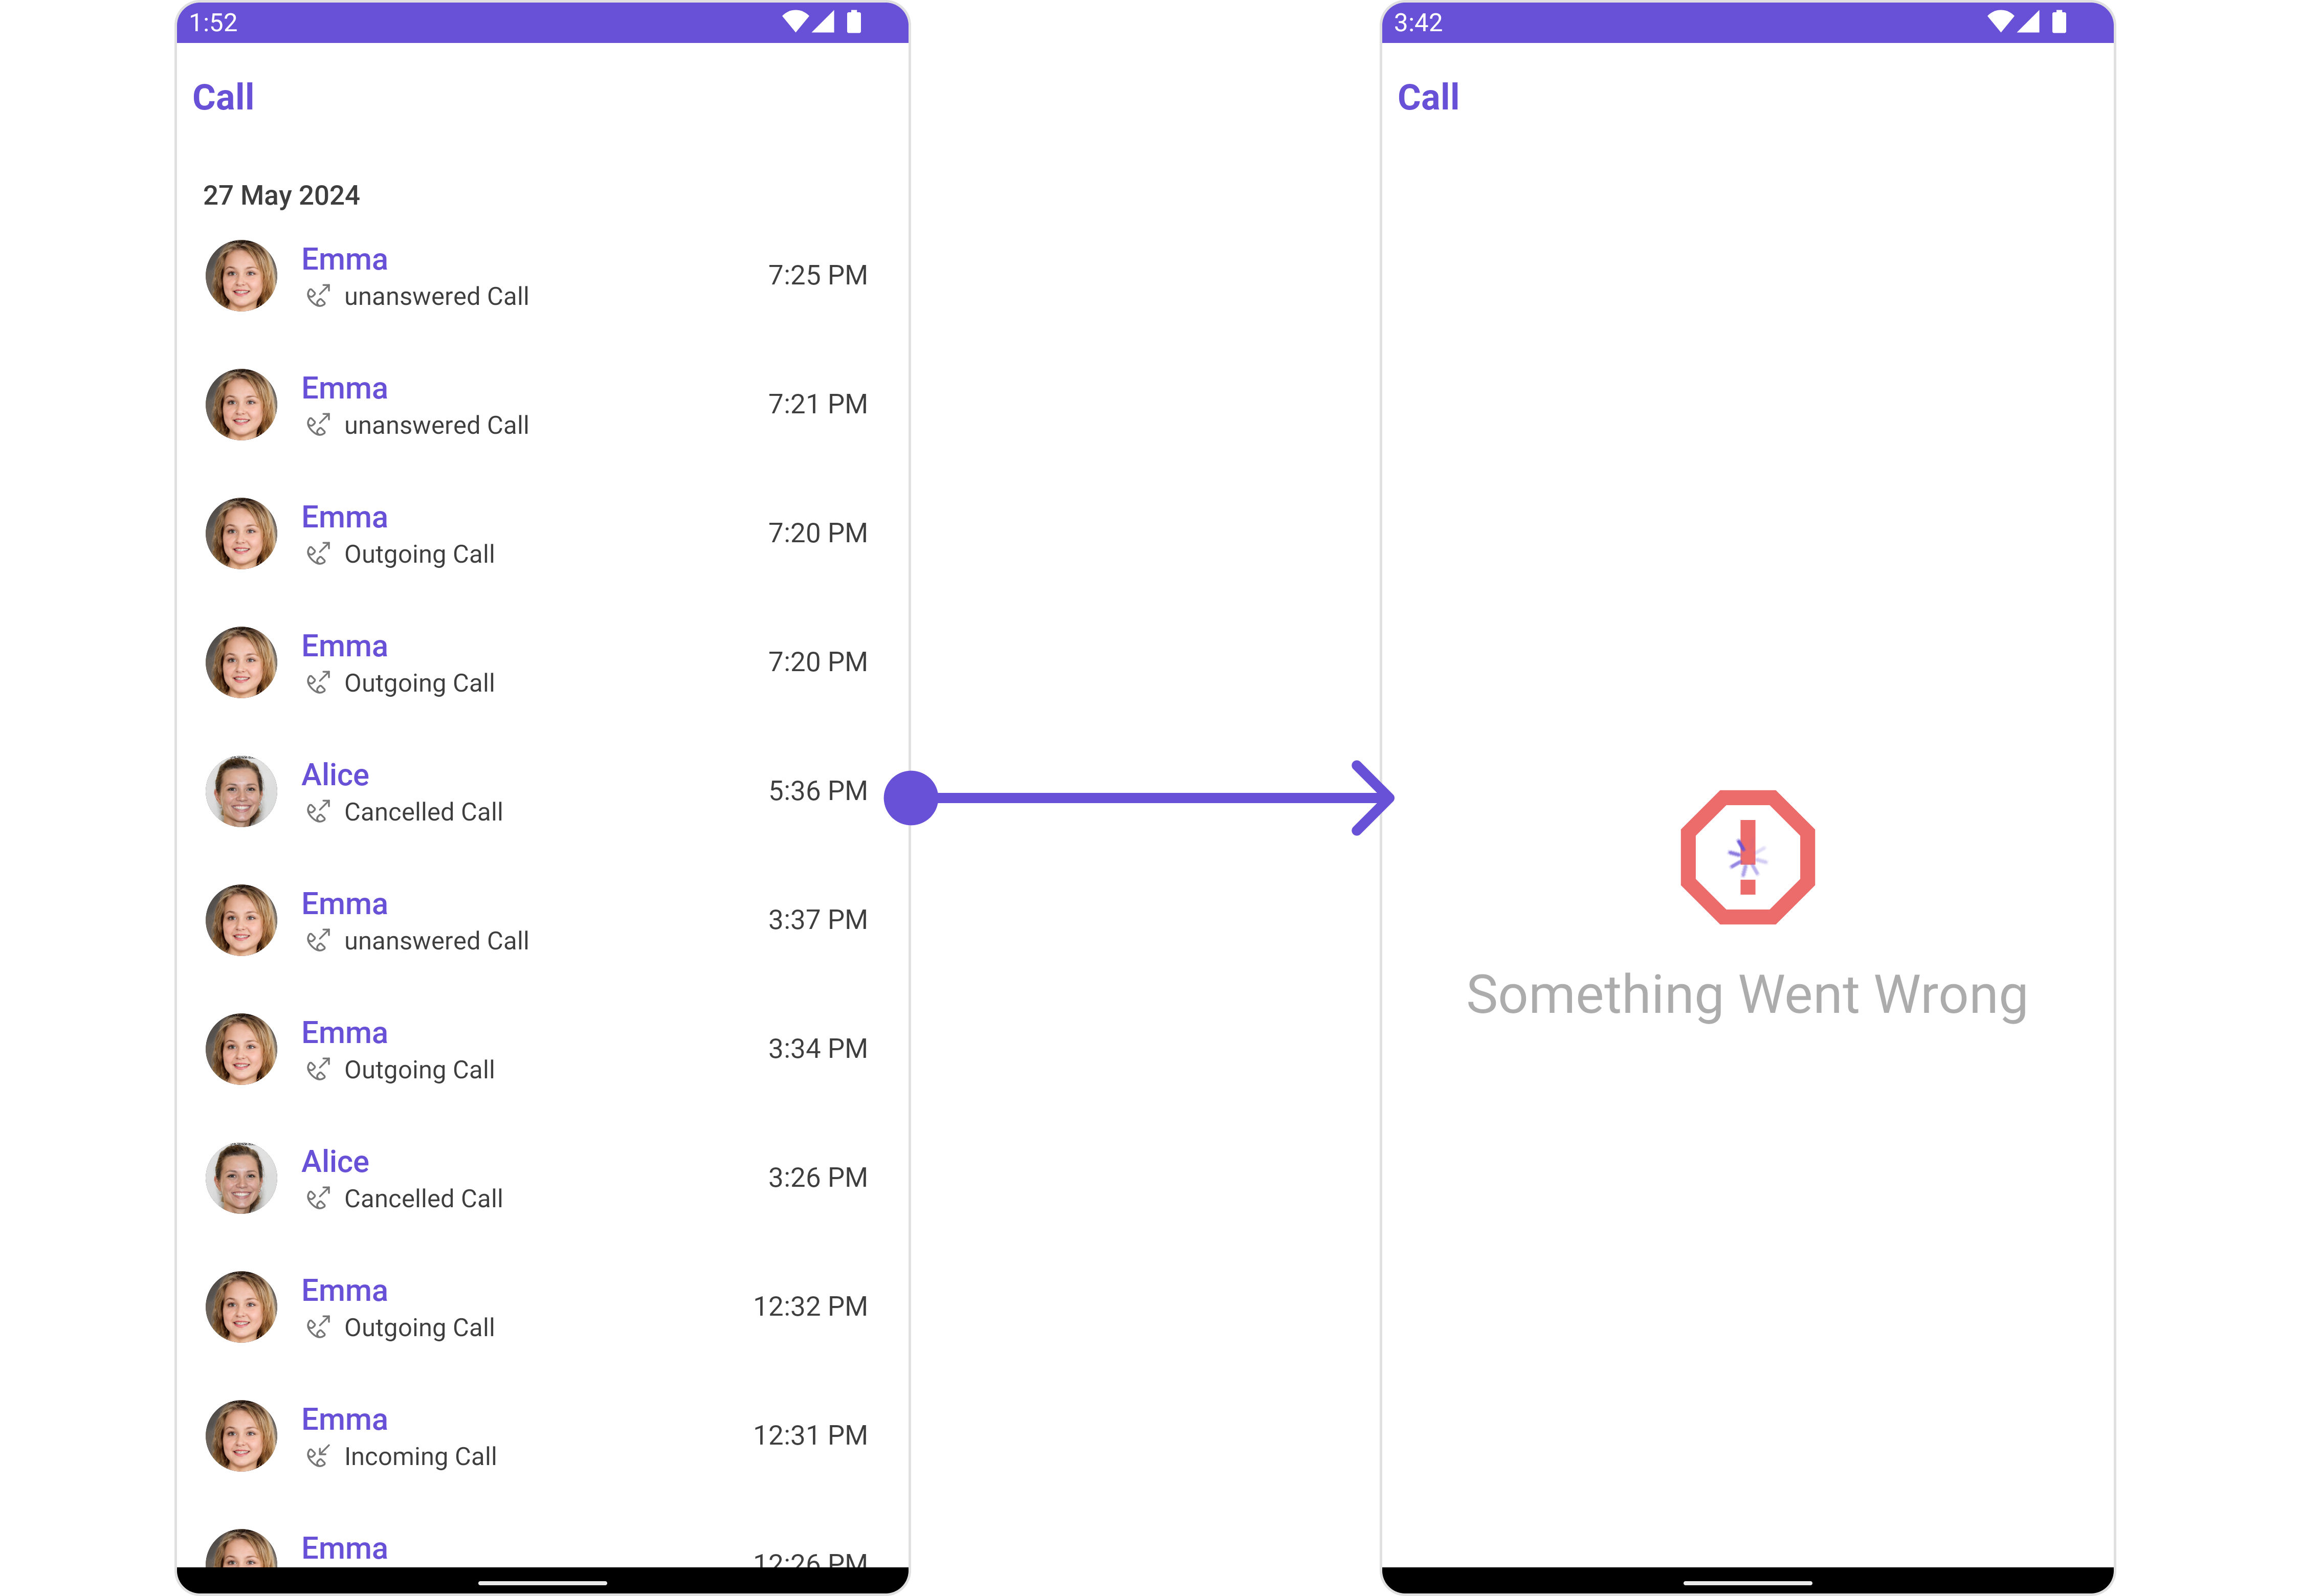 1:52
Call
27 May 2024
Emma
unanswered Call
7:25 PM
Emma
unanswered Call
7:21 PM
Emma
Outgoing Call
7:20 PM
Emma
Outgoing Call
7:20 PM
Alice
Cancelled Call
5:36 PM
Emma
unanswered Call
3:37 PM
Emma
Outgoing Call
3:34 PM
Alice
Cancelled Call
3:26 PM
Emma
Outgoing Call
12:32 PM
Emma
Incoming Call
12:31 PM
Emma
12:26 PM
3:42
Call
Something Went Wrong